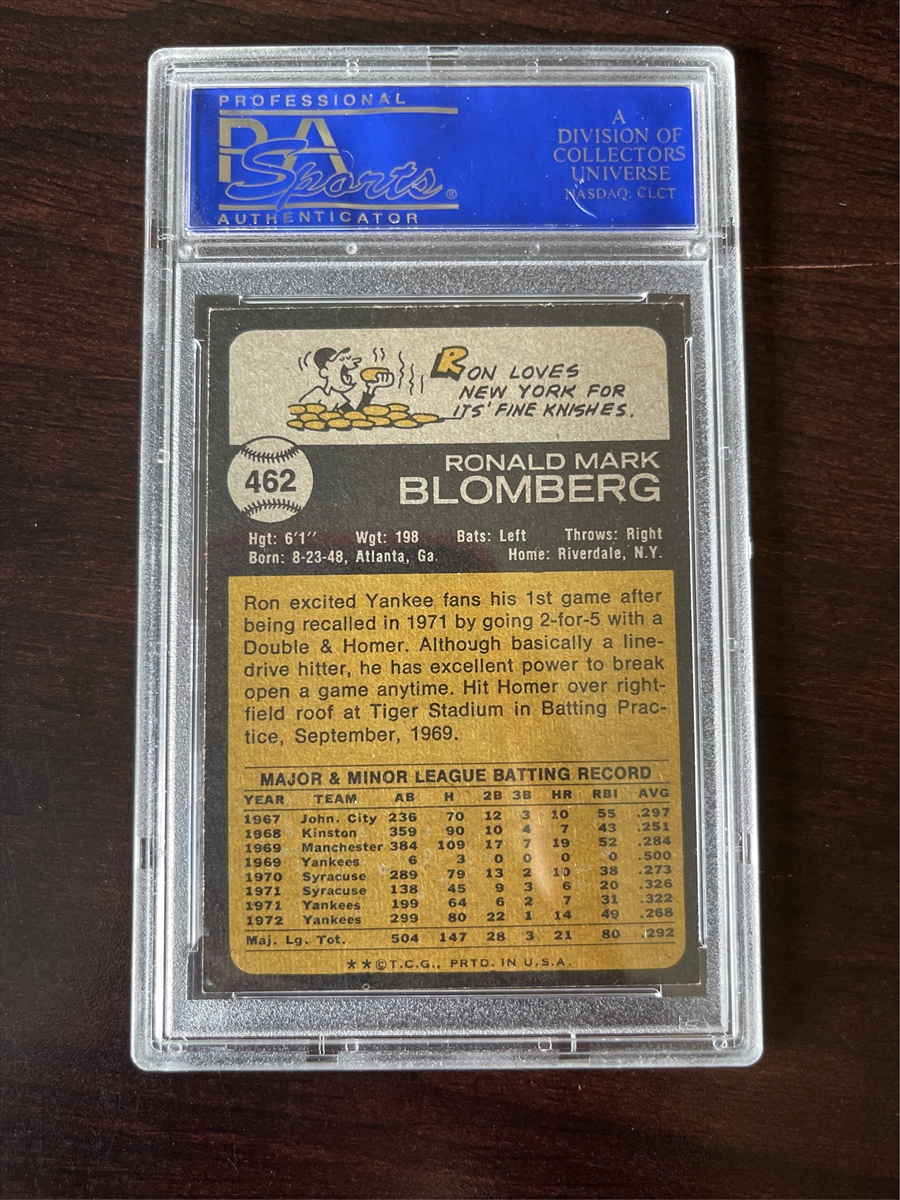 PROFESSIONAL
PSA
Sports®
AUTHENTICATOR
A
DIVISION OF
COLLECTORS
UNIVERSE
NASDAQ: CLCT
RON LOVES
NEW YORK FOR
ITS' FINE KNISHES.
462
RONALD MARK
BLOMBERG
Hgt: 6'1" Wgt: 198 Bats: Left Throws: Right
Born: 8-23-48, Atlanta, Ga. Home: Riverdale, N.Y.
Ron excited Yankee fans his 1st game after
being recalled in 1971 by going 2-for-5 with a
Double & Homer. Although basically a line-
drive hitter, he has excellent power to break
open a game anytime. Hit Homer over right-
field roof at Tiger Stadium in Batting Prac-
tice, September, 1969.
MAJOR & MINOR LEAGUE BATTING RECORD
YEAR TEAM AB H 2B 3B HR RBI AVG
1967 John. City 236 70 12 3 10 55 .297
1968 Kinston 359 90 10 4 7 43 .251
1969 Manchester 384 109 17 7 19 52 .284
1969 Yankees 6 3 0 0 0 0 .500
1970 Syracuse 289 79 13 2 10 38 .273
1971 Syracuse 138 45 9 3 6 20 .326
1971 Yankees 199 64 6 2 7 31 .322
1972 Yankees 299 80 22 1 14 49 .268
Maj. Lg. Tot. 504 147 28 3 21 80 .292
**©T.C.G., PRTD. IN U.S.A.